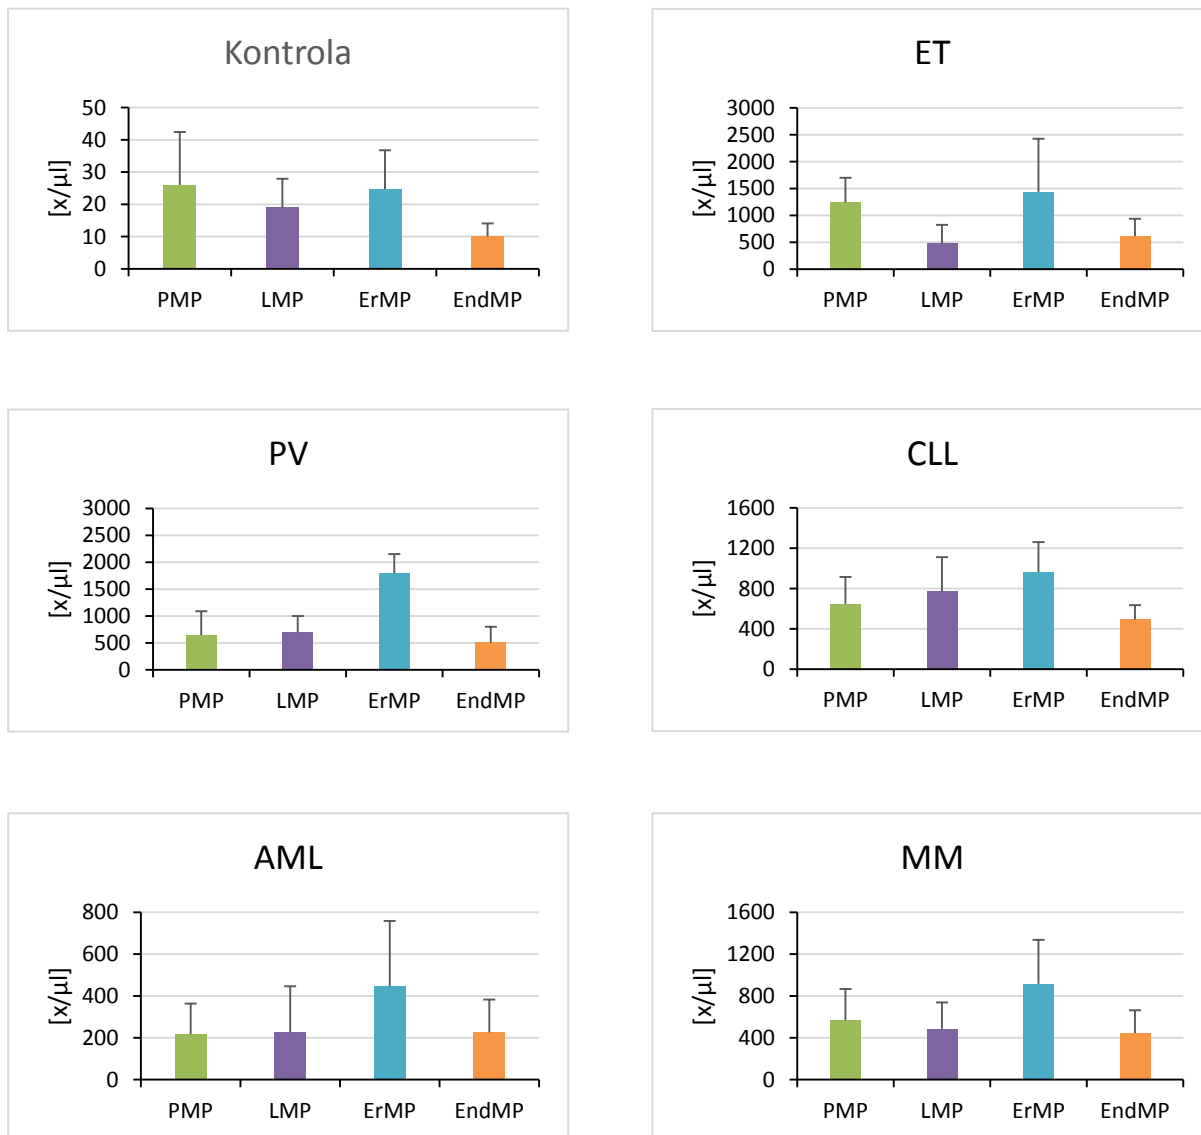 Kontrola
50
40
30
20
10
0
[x/µl]
PMP LMP ErMP EndMP
ET
3000
2500
2000
1500
1000
500
0
[x/µl]
PMP LMP ErMP EndMP
PV
3000
2500
2000
1500
1000
500
0
[x/µl]
PMP LMP ErMP EndMP
CLL
1600
1200
800
400
0
[x/µl]
PMP LMP ErMP EndMP
AML
800
600
400
200
0
[x/µl]
PMP LMP ErMP EndMP
MM
1600
1200
800
400
0
[x/µl]
PMP LMP ErMP EndMP